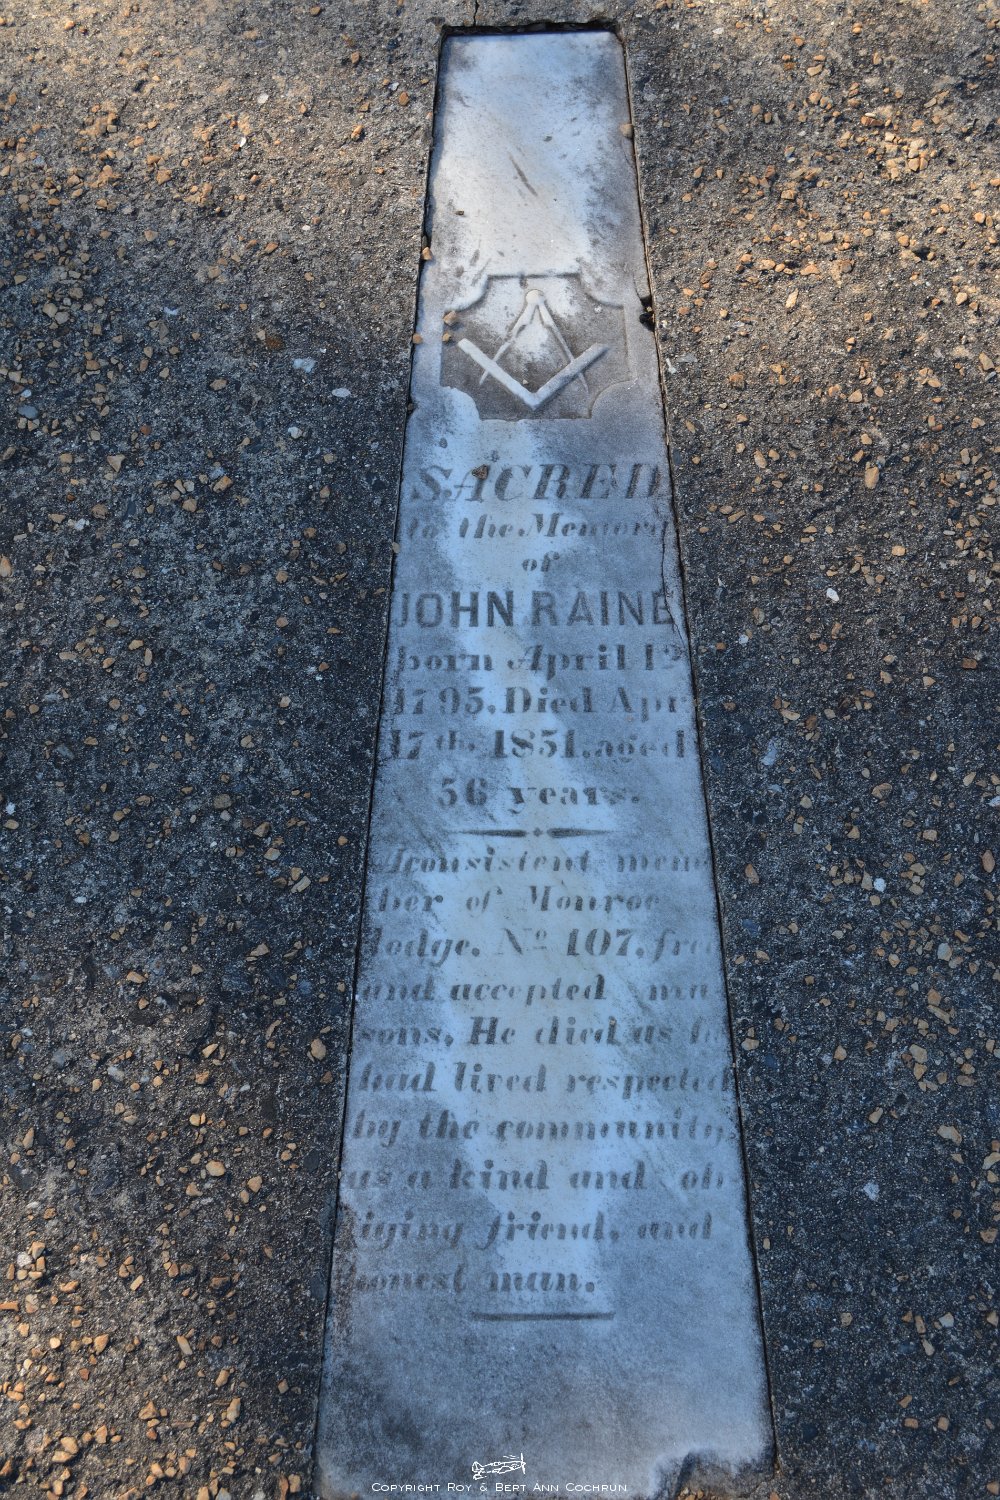 SACRED
to the Memory
of
JOHN RAINE
born April
1795, Died Apr
17th, 1851, aged
56 years.
A consistent mem
ber of Monroe
lodge, No 107, free
and accepted ma
sons, He died as he
had lived respected
by the community,
as a kind and ob
iging friend, and
honest man.
COPYRIGHT ROY & BERT ANN COCHRUN